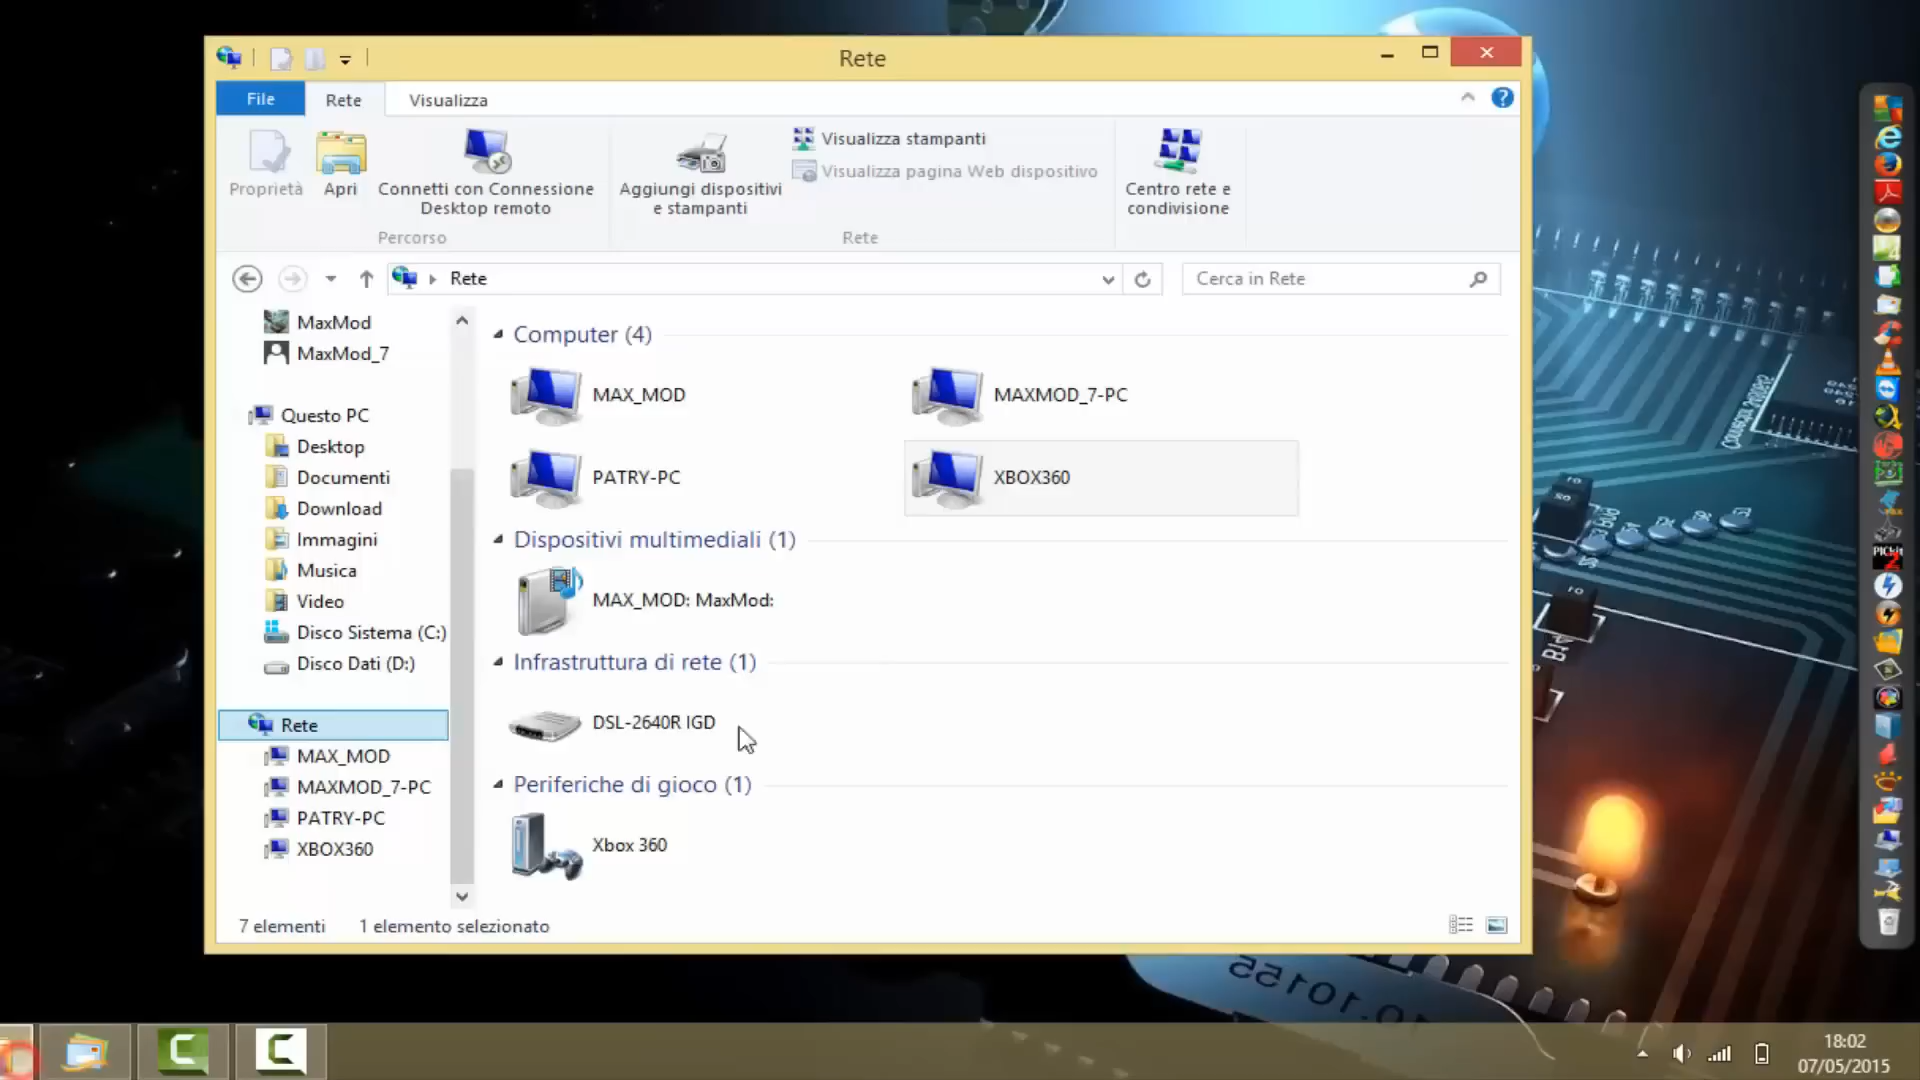 Rete
File
Rete
Visualizza
Proprietà
Apri
Connetti con Connessione
Desktop remoto
Aggiungi dispositivi
e stampanti
Visualizza stampanti
Visualizza pagina Web dispositivo
Centro rete e
condivisione
Percorso
Rete
Rete
Cerca in Rete
MaxMod
MaxMod_7
Questo PC
Desktop
Documenti
Download
Immagini
Musica
Video
Disco Sistema (C:)
Disco Dati (D:)
Rete
MAX_MOD
MAXMOD_7-PC
PATRY-PC
XBOX360
Computer (4)
MAX_MOD
MAXMOD_7-PC
PATRY-PC
XBOX360
Dispositivi multimediali (1)
MAX_MOD: MaxMod:
Infrastruttura di rete (1)
DSL-2640R IGD
Periferiche di gioco (1)
Xbox 360
7 elementi
1 elemento selezionato
18:02
07/05/2015